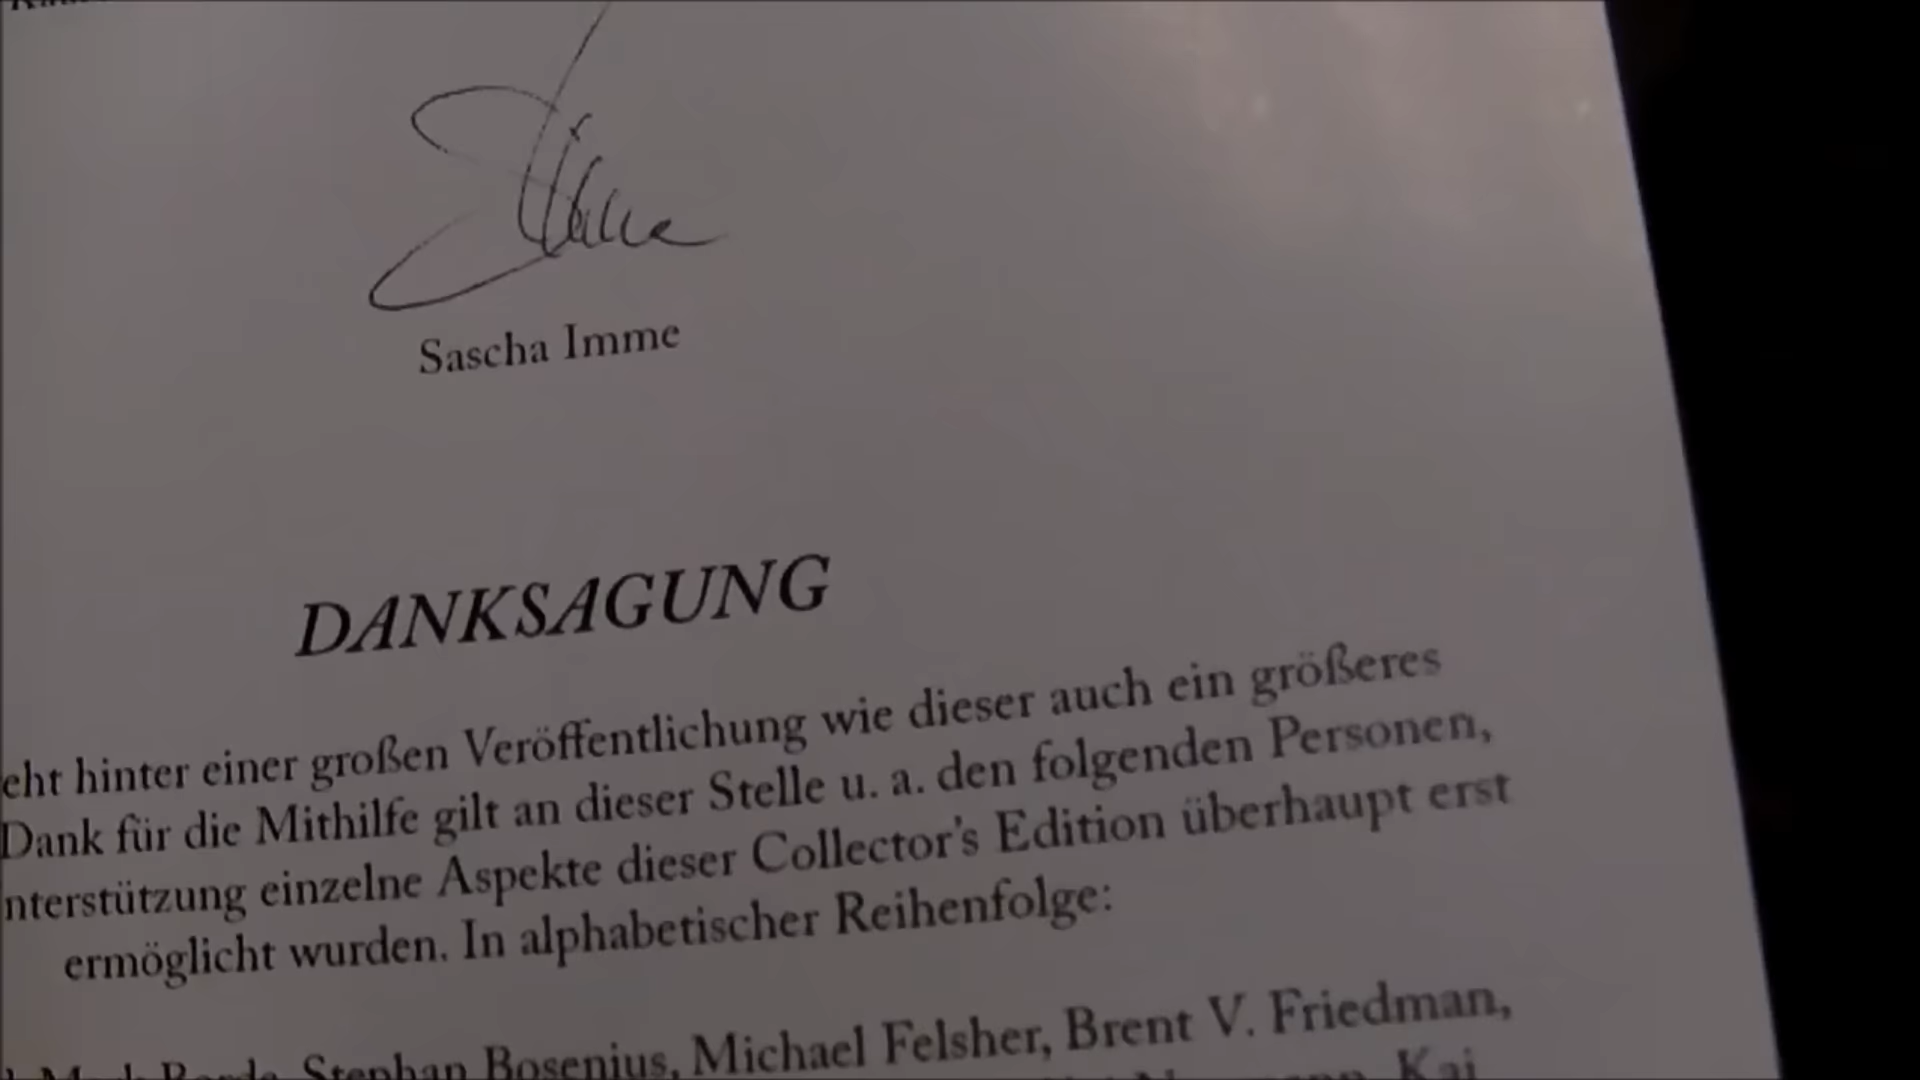 Sascha Imme
DANKSAGUNG
eht hinter einer großen Veröffentlichung wie dieser auch ein größeres
Dank für die Mithilfe gilt an dieser Stelle u. a. den folgenden Personen,
nterstützung einzelne Aspekte dieser Collector's Edition überhaupt erst
ermöglicht wurden. In alphabetischer Reihenfolge:
Stephan Bosenius, Michael Felsher, Brent V. Friedman,
Kai